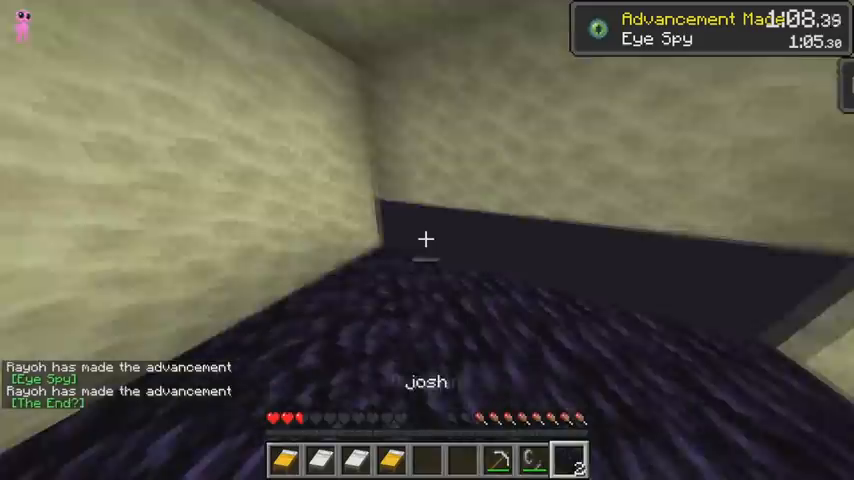 Advancement Made
1:08.39
Eye Spy
1:05.30
Rayoh has made the advancement
[Eye Spy]
Rayoh has made the advancement
[The End?]
josh
2